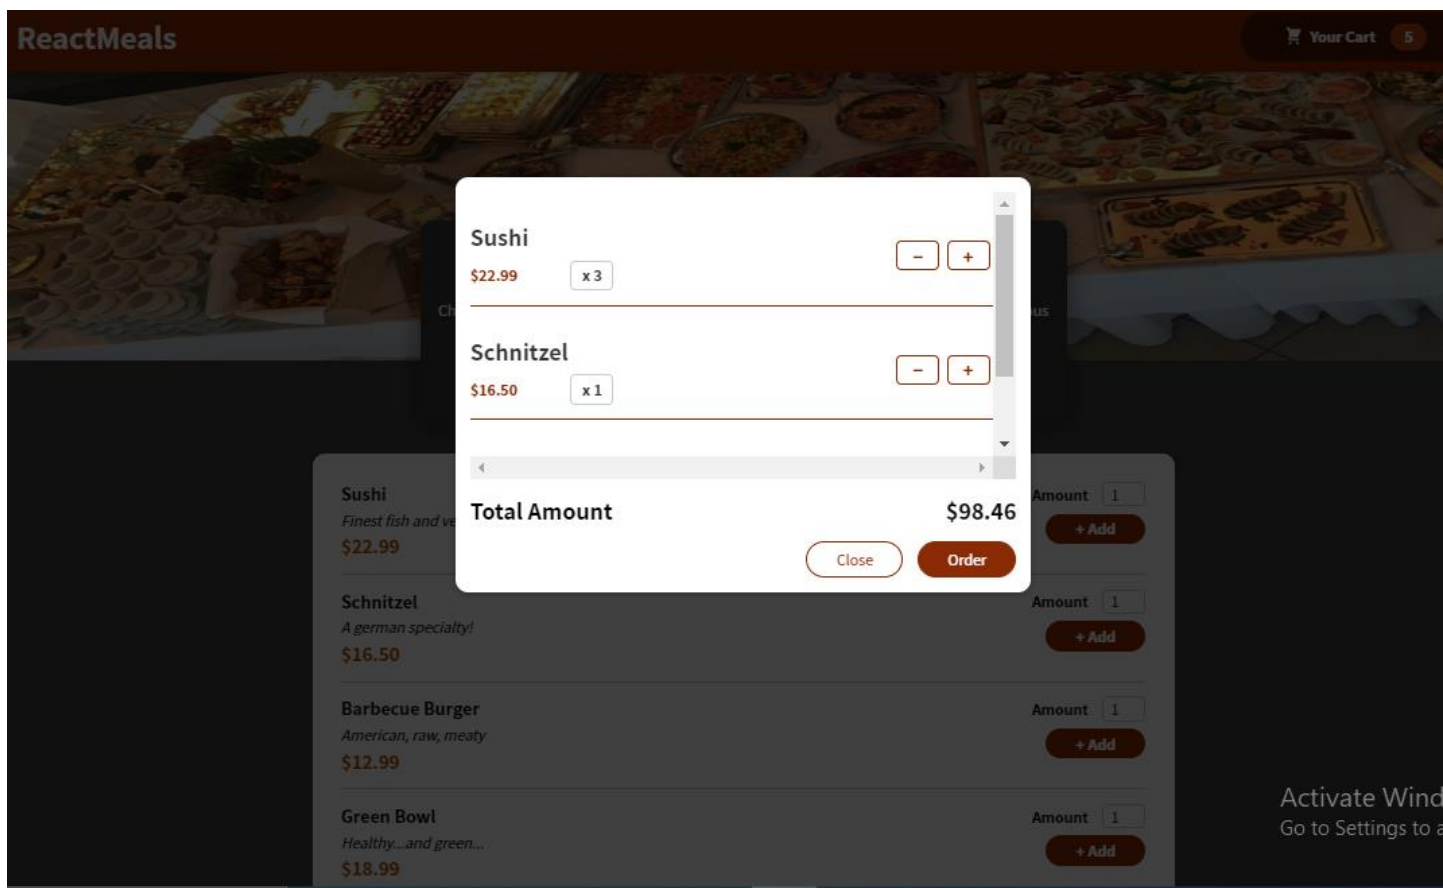 ReactMeals
Your Cart 5
Sushi
$22.99 x 3
− +
Schnitzel
$16.50 x 1
− +
Total Amount $98.46
Close Order
Sushi
Finest fish and ve
$22.99
Amount 1
+ Add
Schnitzel
A german specialty!
$16.50
Amount 1
+ Add
Barbecue Burger
American, raw, meaty
$12.99
Amount 1
+ Add
Green Bowl
Healthy...and green...
$18.99
Amount 1
+ Add
Activate Wind
Go to Settings to a